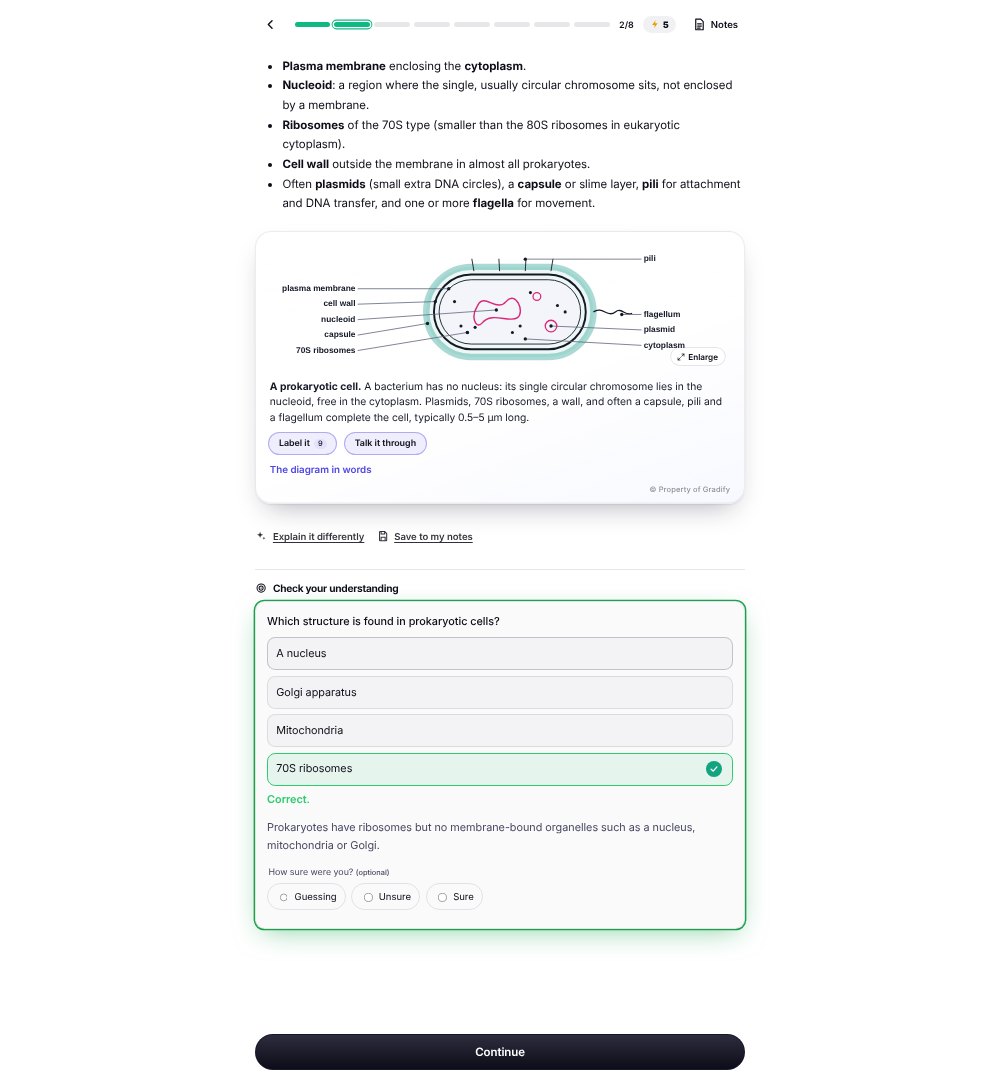 2/8
5
Notes
Plasma membrane enclosing the cytoplasm.
Nucleoid: a region where the single, usually circular chromosome sits, not enclosed
by a membrane.
Ribosomes of the 70S type (smaller than the 80S ribosomes in eukaryotic
cytoplasm).
Cell wall outside the membrane in almost all prokaryotes.
Often plasmids (small extra DNA circles), a capsule or slime layer, pili for attachment
and DNA transfer, and one or more flagella for movement.
pili
plasma membrane
cell wall
nucleoid
capsule
70S ribosomes
flagellum
plasmid
cytoplasm
Enlarge
A prokaryotic cell. A bacterium has no nucleus: its single circular chromosome lies in the
nucleoid, free in the cytoplasm. Plasmids, 70S ribosomes, a wall, and often a capsule, pili and
a flagellum complete the cell, typically 0.5–5 μm long.
Label it 9
Talk it through
The diagram in words
© Property of Gradify
Explain it differently
Save to my notes
Check your understanding
Which structure is found in prokaryotic cells?
A nucleus
Golgi apparatus
Mitochondria
70S ribosomes
Correct.
Prokaryotes have ribosomes but no membrane-bound organelles such as a nucleus,
mitochondria or Golgi.
How sure were you? (optional)
Guessing
Unsure
Sure
Continue